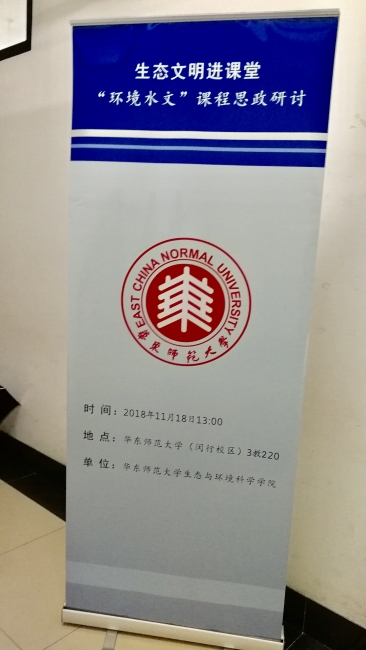 生态文明进课堂
“环境水文”课程思政研讨
EAST CHINA NORMAL UNIVERSITY
華東師範大學
时 间：2018年11月18日13:00
地 点：华东师范大学（闵行校区）3教220
单 位：华东师范大学生态与环境科学学院